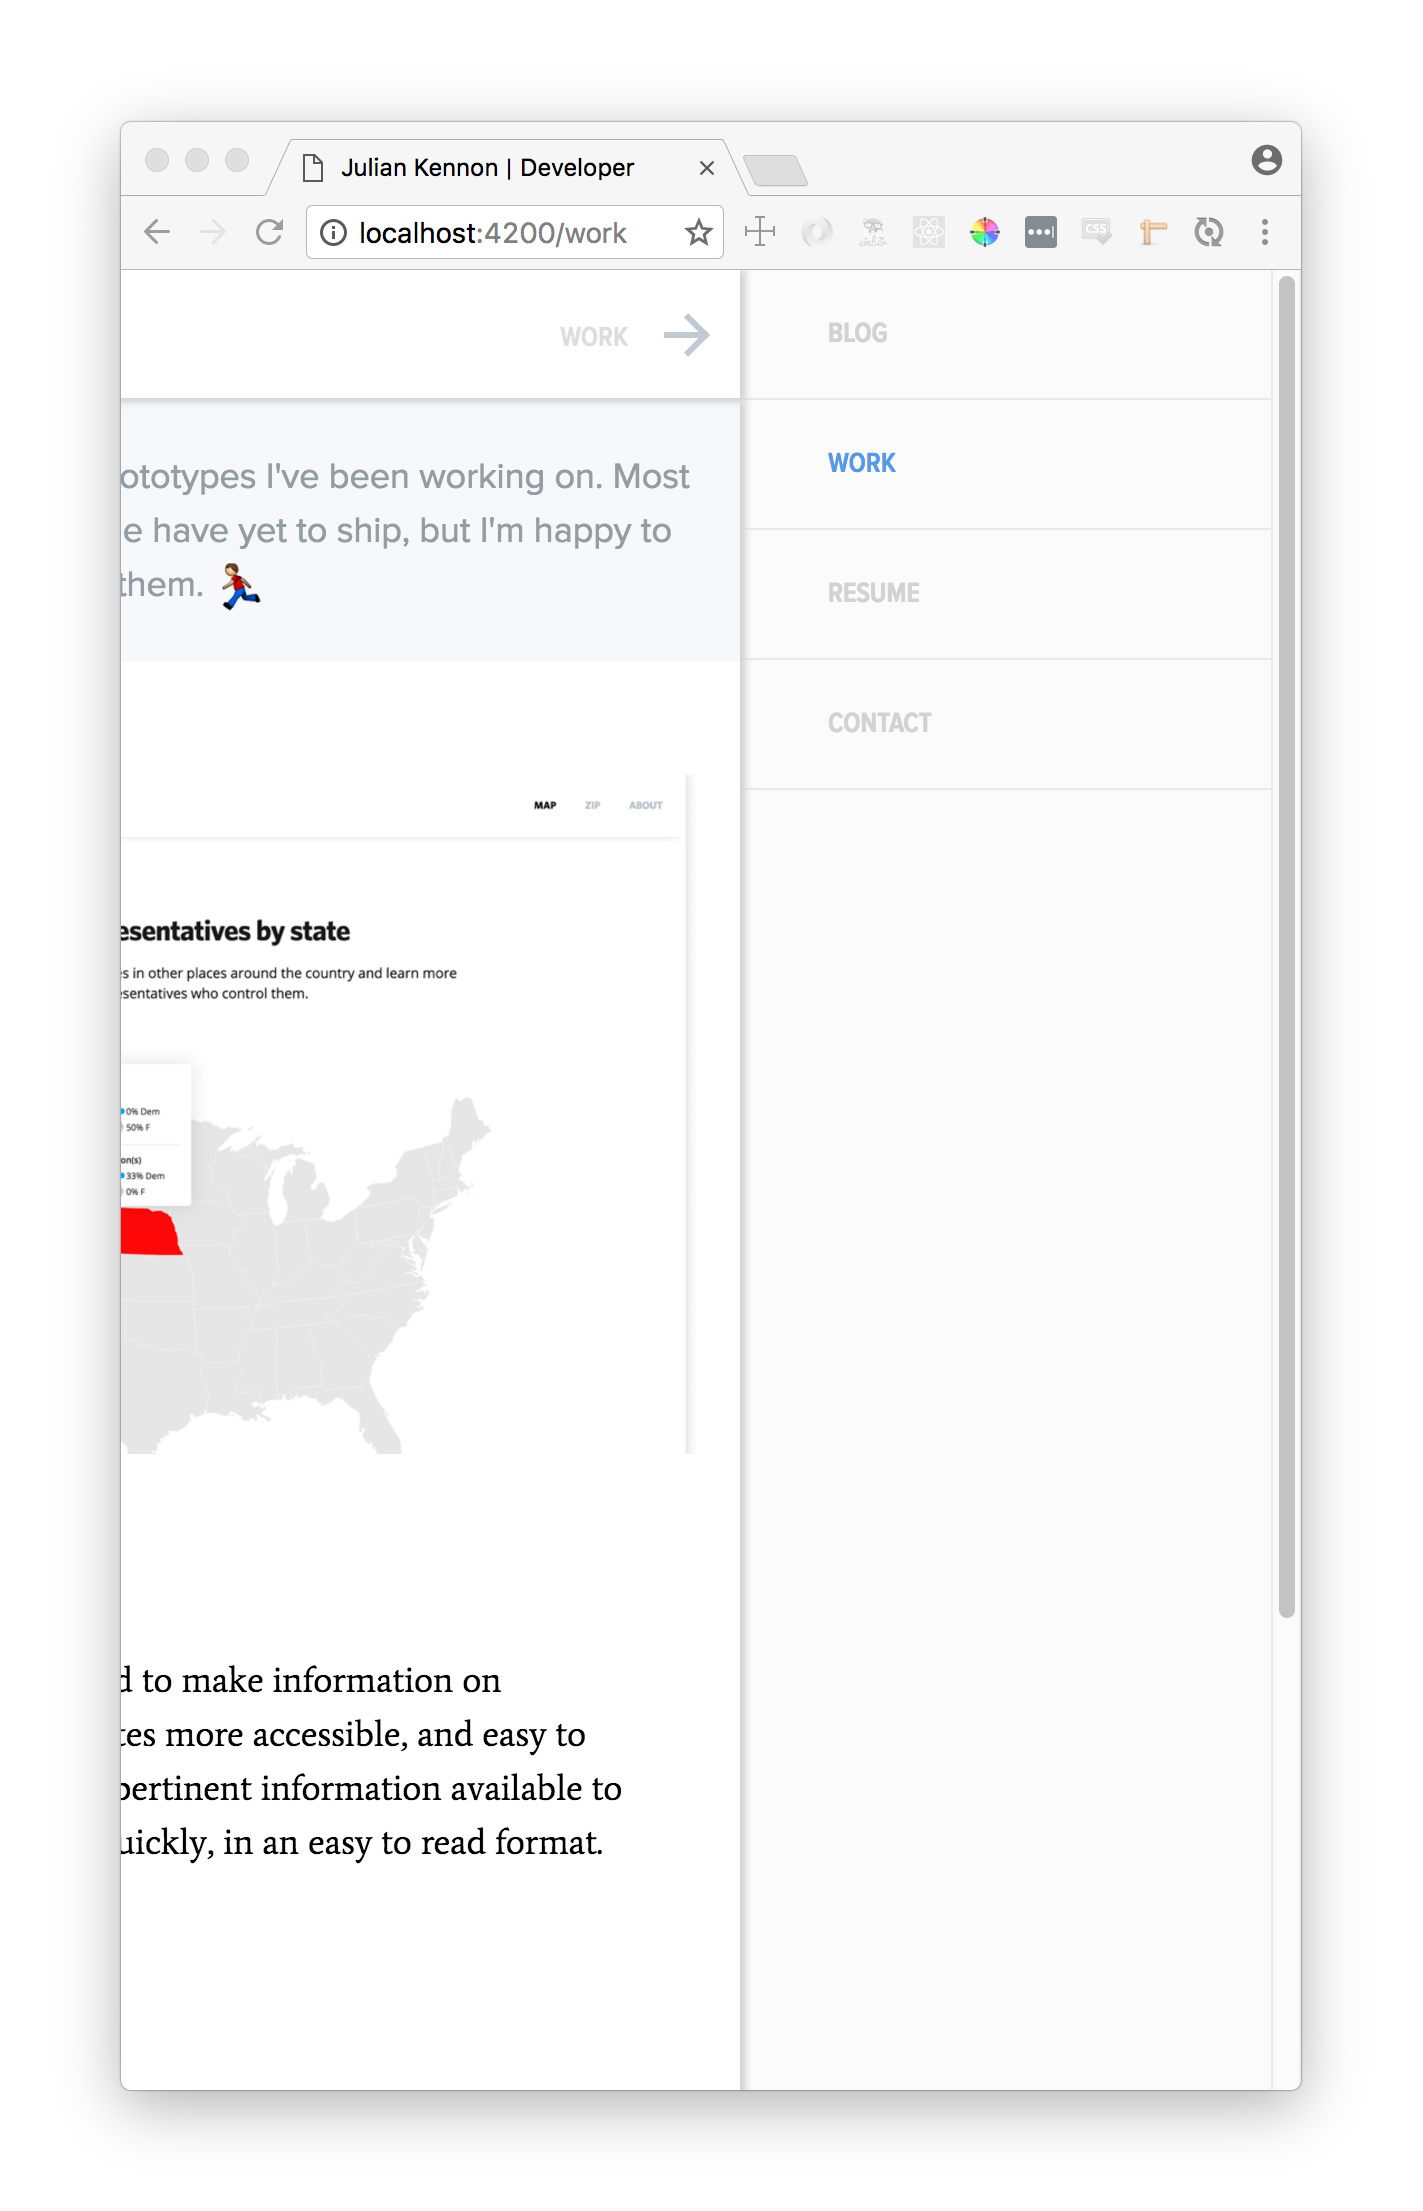 Julian Kennon | Developer
localhost:4200/work
CSS
WORK
BLOG
WORK
RESUME
CONTACT
ototypes I've been working on. Most
e have yet to ship, but I'm happy to
them.
MAP ZIP ABOUT
esentatives by state
s in other places around the country and learn more
sentatives who control them.
0% Dem
50% F
on(s)
33% Dem
0% F
d to make information on
tes more accessible, and easy to
pertinent information available to
uickly, in an easy to read format.